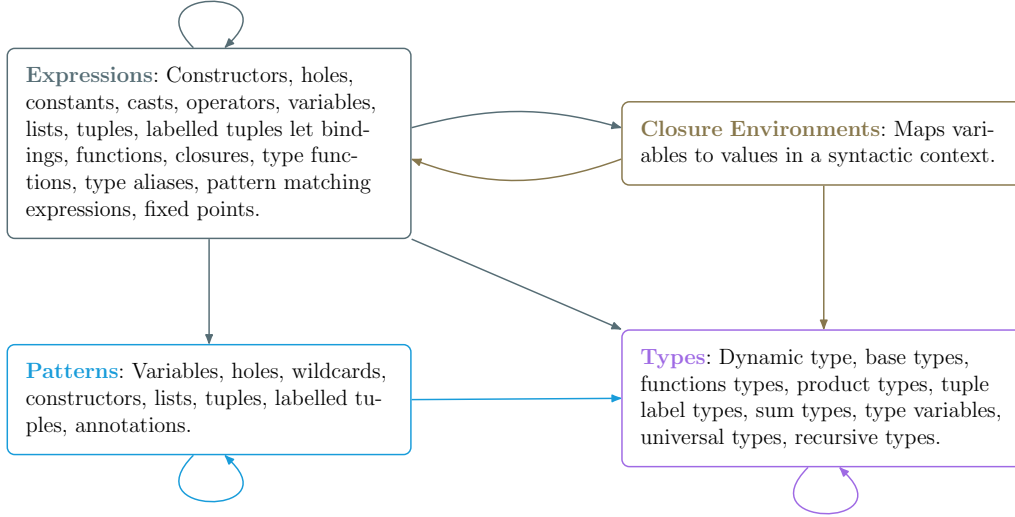 Expressions: Constructors, holes,
constants, casts, operators, variables,
lists, tuples, labelled tuples let bind-
ings, functions, closures, type func-
tions, type aliases, pattern matching
expressions, fixed points.
Closure Environments: Maps vari-
ables to values in a syntactic context.
Patterns: Variables, holes, wildcards,
constructors, lists, tuples, labelled tu-
ples, annotations.
Types: Dynamic type, base types,
functions types, product types, tuple
label types, sum types, type variables,
universal types, recursive types.